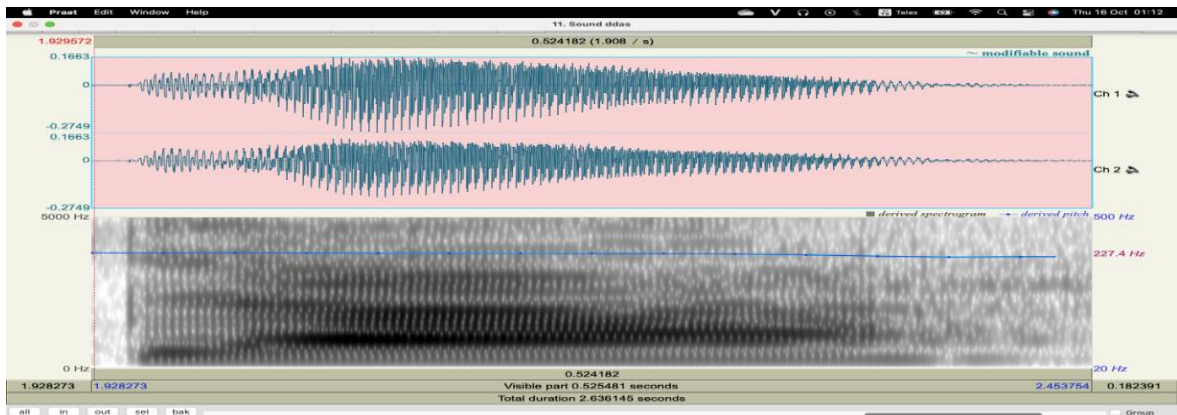 Praat Edit Window Help Telex Thu 16 Oct 01:12
11. Sound ddas
1.929572 0.524182 (1.908 / s)
0.1663 ~ modifiable sound
0 Ch 1
-0.2749
0.1663
0 Ch 2
-0.2749
5000 Hz derived spectrogram derived pitch 500 Hz
227.4 Hz
0 Hz 0.524182 20 Hz
1.928273 1.928273 Visible part 0.525481 seconds 2.453754 0.182391
Total duration 2.636145 seconds
all in out sel bak Group